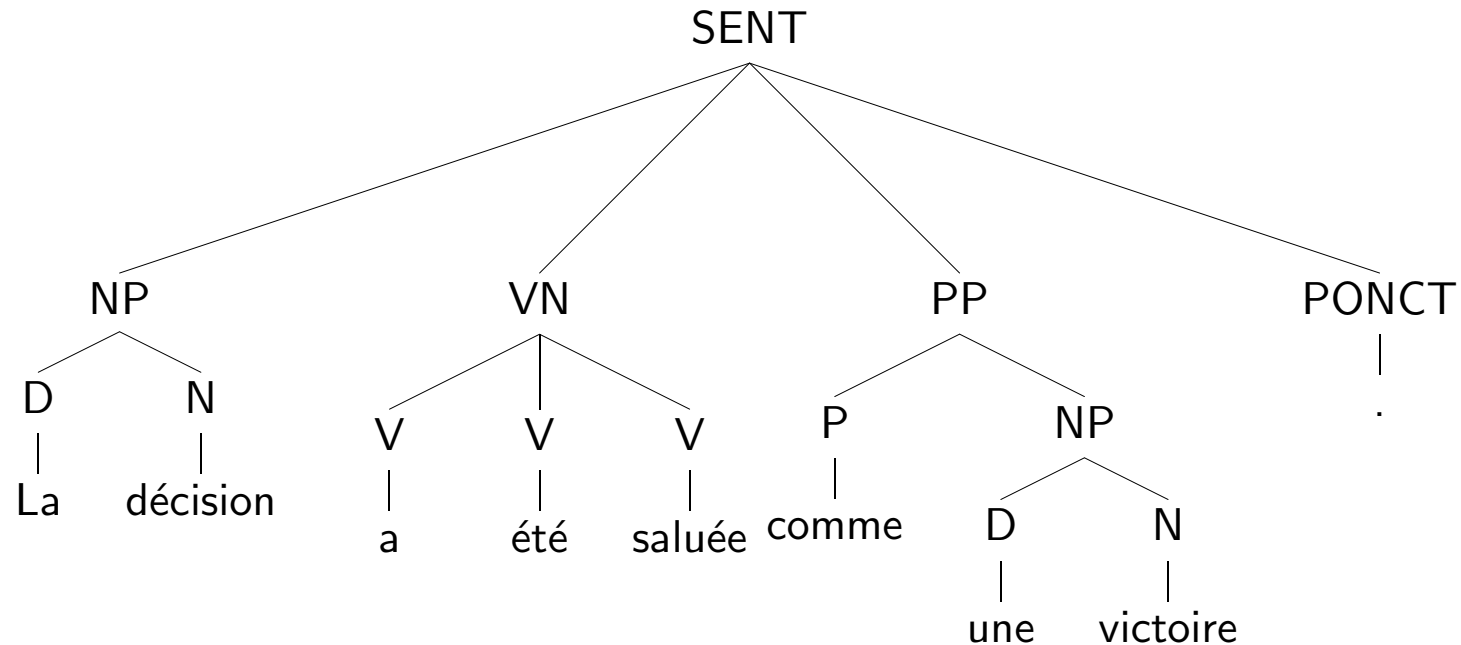 SENT
NP VN PP PONCT
D N V V V P NP .
La décision a été saluée comme D N
une victoire